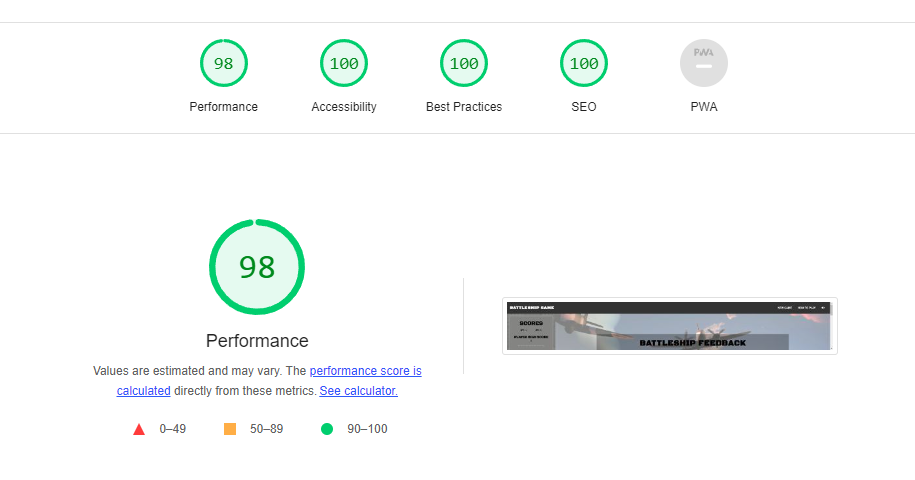 98
100
100
100
PWA
Performance
Accessibility
Best Practices
SEO
PWA
98
Performance
Values are estimated and may vary. The performance score is
calculated directly from these metrics. See calculator.
0–49
50–89
90–100
BATTLESHIP GAME
SCORES
BATTLESHIP FEEDBACK